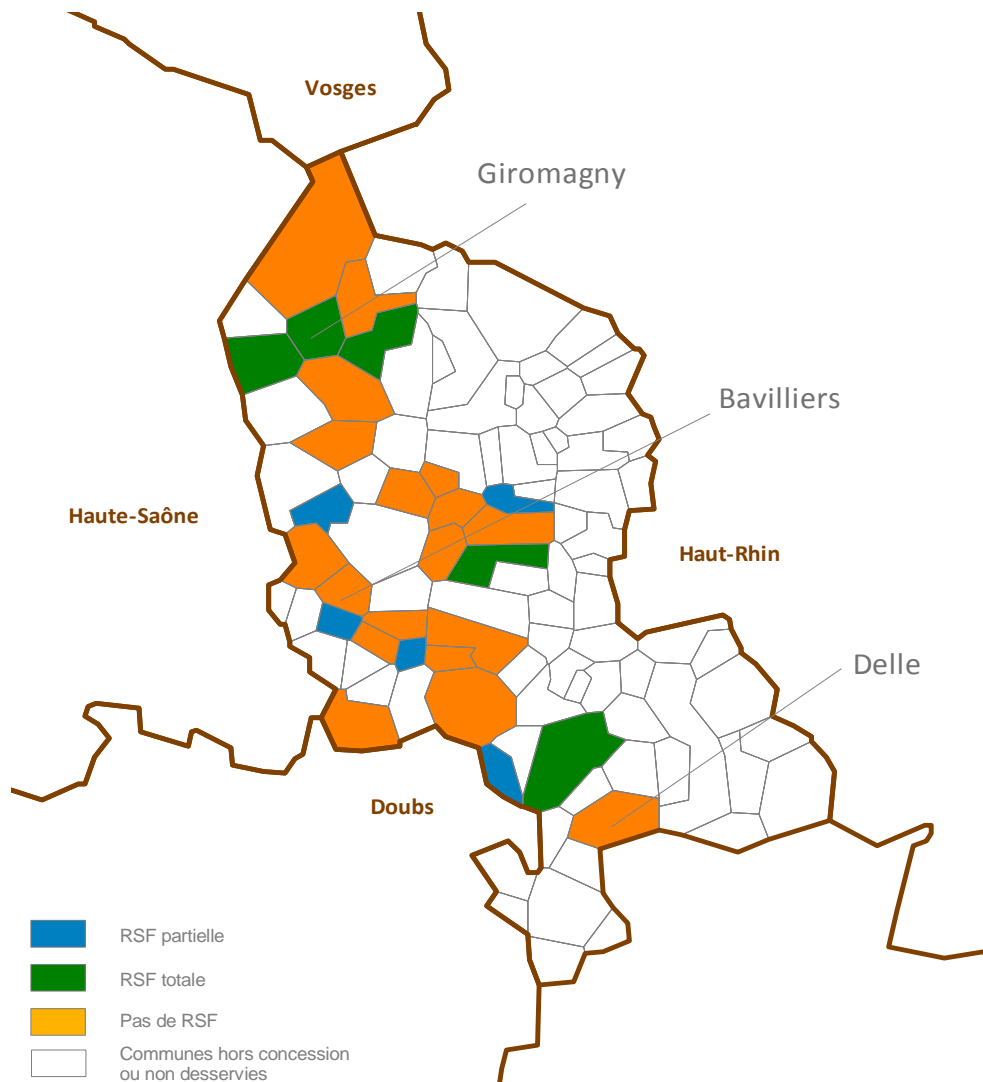 Vosges
Giromagny
Bavilliers
Haute-Saône
Haut-Rhin
Delle
Doubs
RSF partielle
RSF totale
Pas de RSF
Communes hors concession
ou non desservies